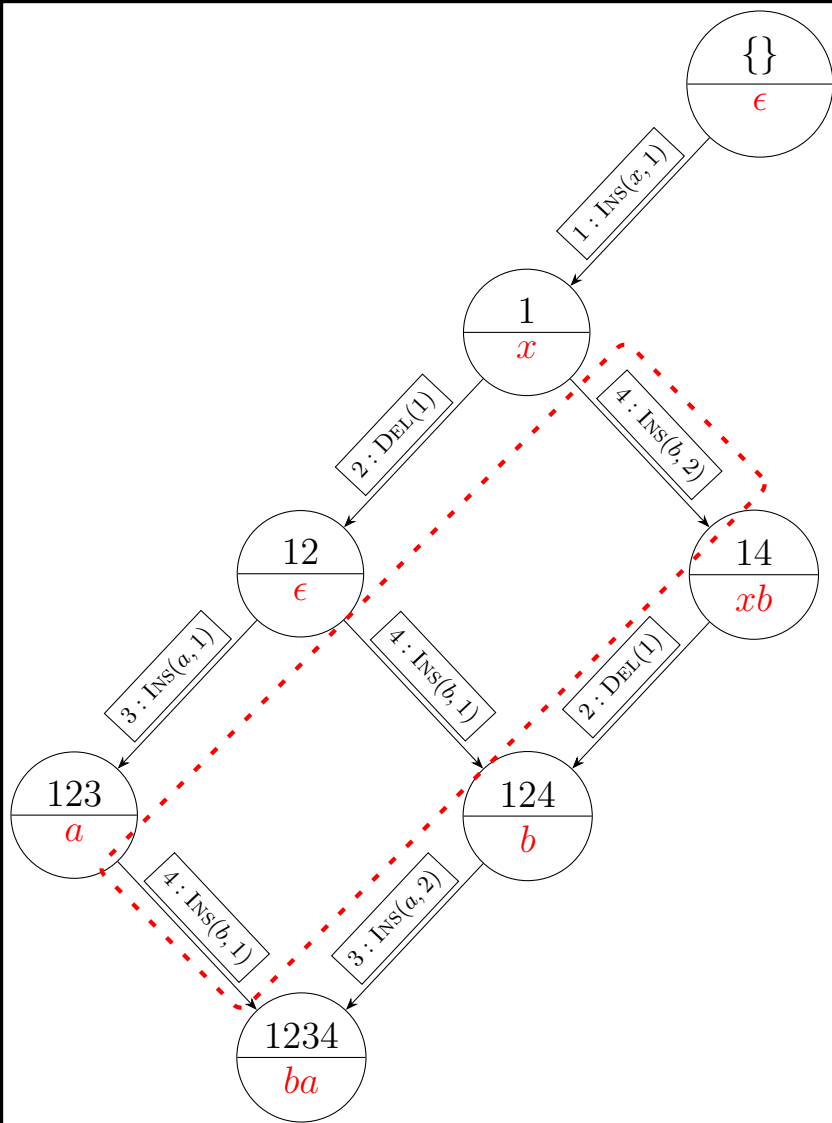 {}
ϵ
1 : INS(x, 1)
1
x
2 : DEL(1)
4 : INS(b, 2)
12
ϵ
14
xb
3 : INS(a, 1)
4 : INS(b, 1)
2 : DEL(1)
123
a
124
b
4 : INS(b, 1)
3 : INS(a, 2)
1234
ba